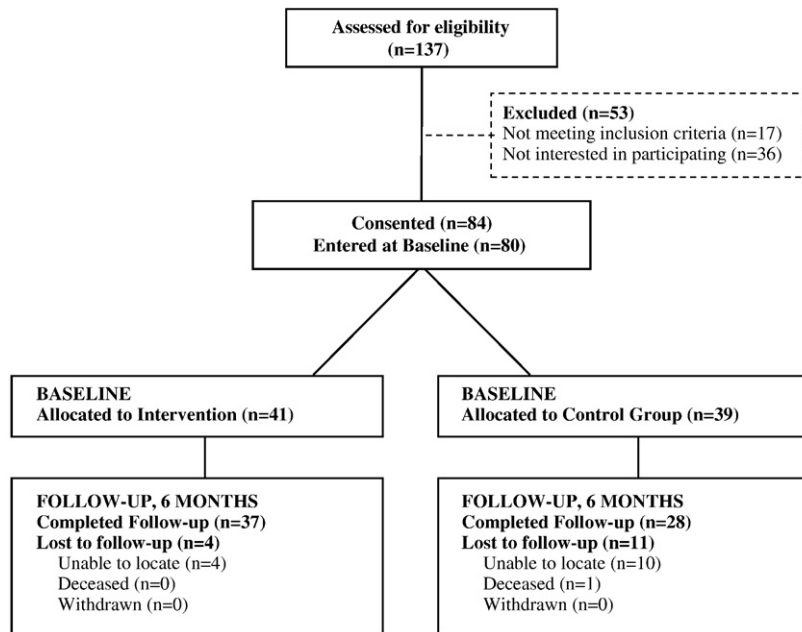 Assessed for eligibility
(n=137)
Excluded (n=53)
Not meeting inclusion criteria (n=17)
Not interested in participating (n=36)
Consented (n=84)
Entered at Baseline (n=80)
BASELINE
Allocated to Intervention (n=41)
BASELINE
Allocated to Control Group (n=39)
FOLLOW-UP, 6 MONTHS
Completed Follow-up (n=37)
Lost to follow-up (n=4)
Unable to locate (n=4)
Deceased (n=0)
Withdrawn (n=0)
FOLLOW-UP, 6 MONTHS
Completed Follow-up (n=28)
Lost to follow-up (n=11)
Unable to locate (n=10)
Deceased (n=1)
Withdrawn (n=0)